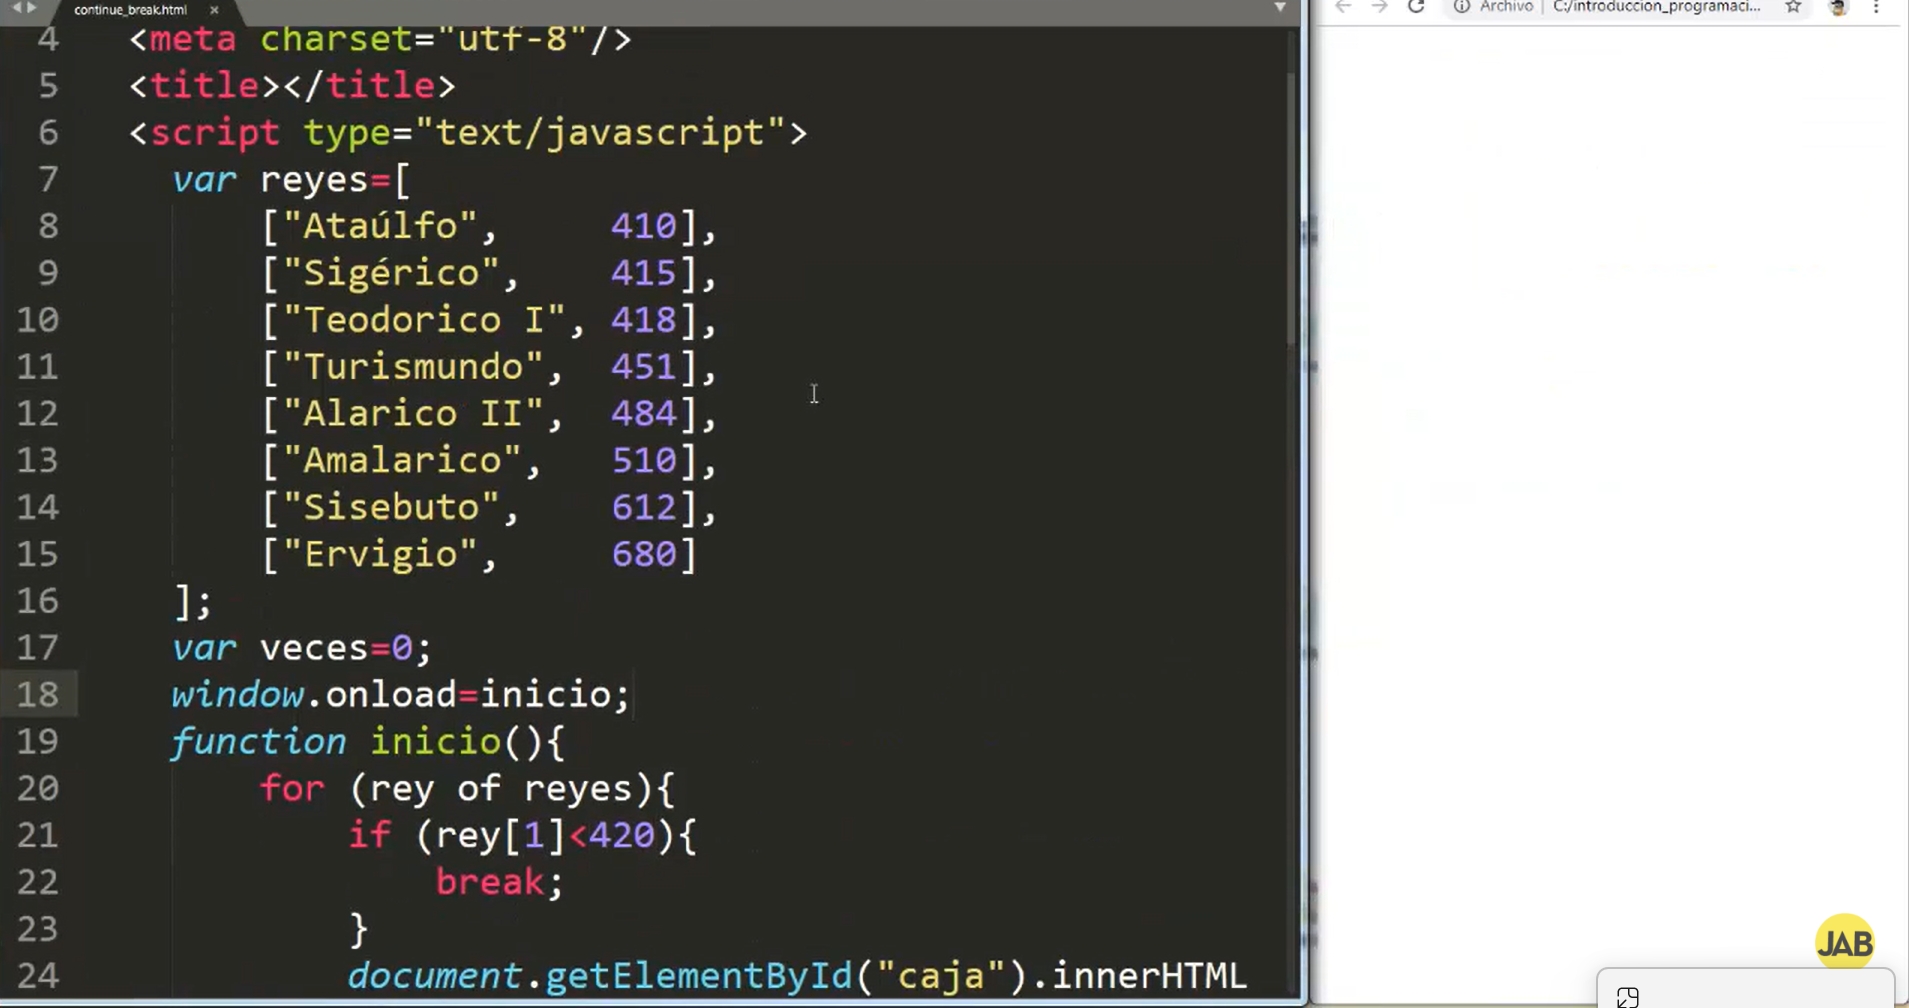 continue_break.html ×
Archivo | C:/introduccion_programaci...
4 <meta charset="utf-8"/>
5 <title></title>
6 <script type="text/javascript">
7 var reyes=[
8 ["Ataúlfo", 410],
9 ["Sigérico", 415],
10 ["Teodorico I", 418],
11 ["Turismundo", 451],
12 ["Alarico II", 484],
13 ["Amalarico", 510],
14 ["Sisebuto", 612],
15 ["Ervigio", 680]
16 ];
17 var veces=0;
18 window.onload=inicio;
19 function inicio(){
20 for (rey of reyes){
21 if (rey[1]<420){
22 break;
23 }
24 document.getElementById("caja").innerHTML
JAB